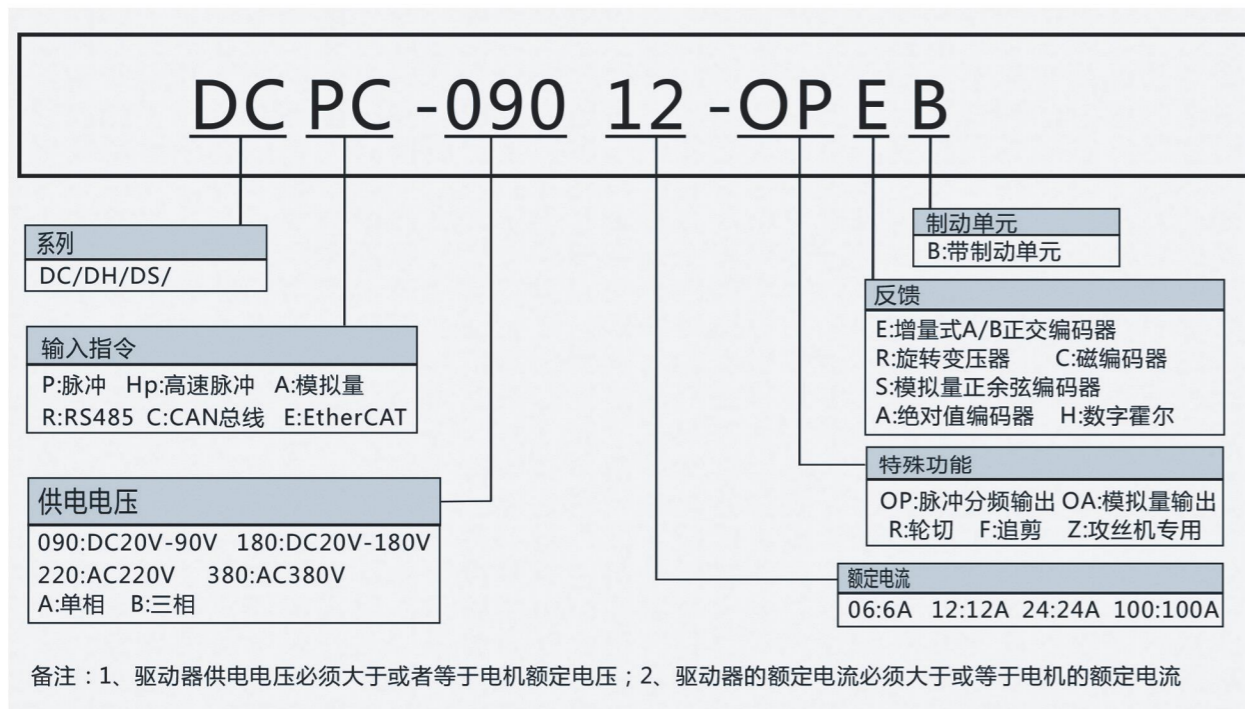 DC PC -090 12 -OP E B
系列
DC/DH/DS/
输入指令
P:脉冲 Hp:高速脉冲 A:模拟量
R:RS485 C:CAN总线 E:EtherCAT
供电电压
090:DC20V-90V 180:DC20V-180V
220:AC220V 380:AC380V
A:单相 B:三相
制动单元
B:带制动单元
反馈
E:增量式A/B正交编码器
R:旋转变压器 C:磁编码器
S:模拟量正余弦编码器
A:绝对值编码器 H:数字霍尔
特殊功能
OP:脉冲分频输出 OA:模拟量输出
R:轮切 F:追剪 Z:攻丝机专用
额定电流
06:6A 12:12A 24:24A 100:100A
备注：1、驱动器供电电压必须大于或者等于电机额定电压；2、驱动器的额定电流必须大于或等于电机的额定电流